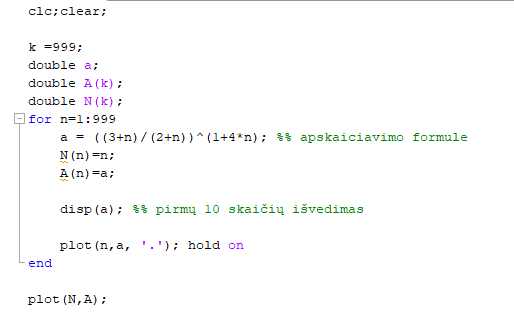 clc;clear;
k =999;
double a;
double A(k);
double N(k);
for n=1:999
a = ((3+n)/(2+n))^(1+4*n); %% apskaiciavimo formule
N(n)=n;
A(n)=a;
disp(a); %% pirmų 10 skaičių išvedimas
plot(n,a, '.'); hold on
end
plot(N,A);